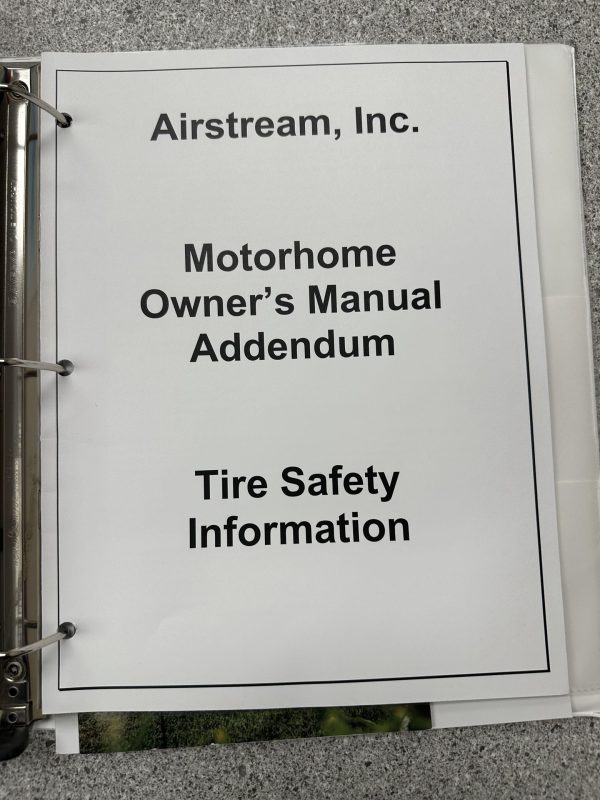 Airstream, Inc.
Motorhome
Owner’s Manual
Addendum
Tire Safety
Information